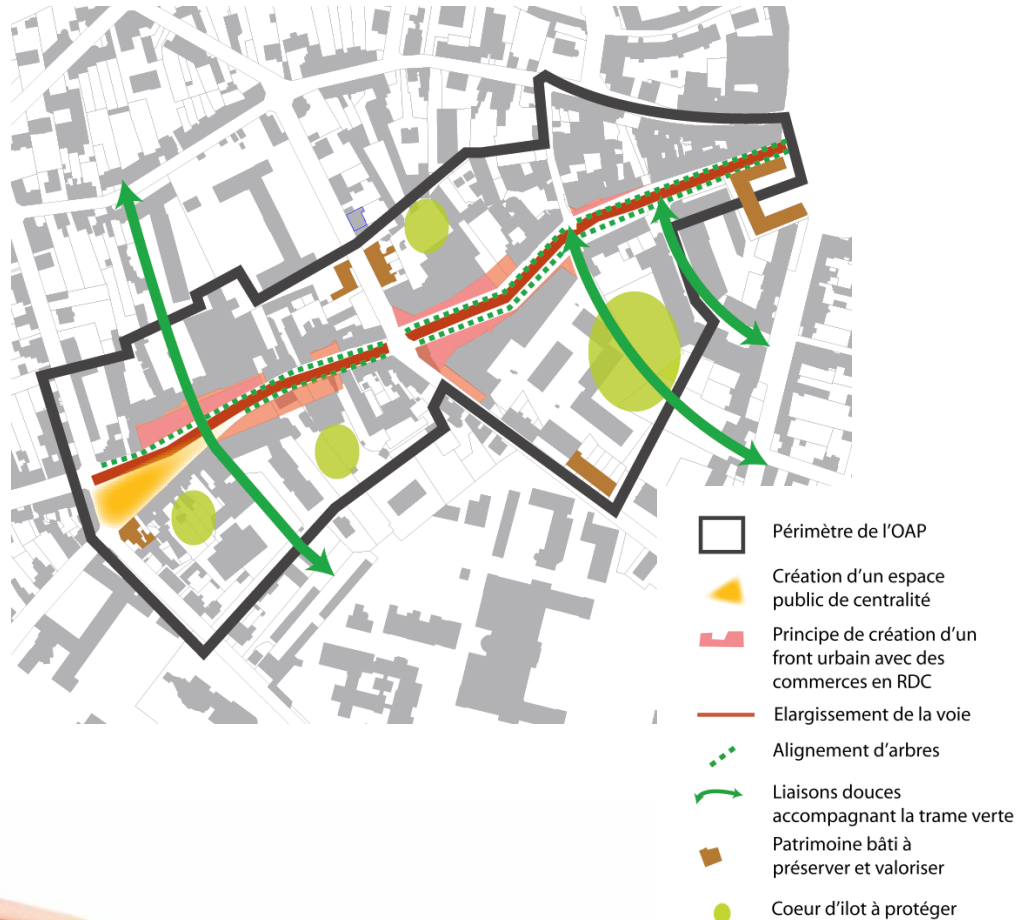 Périmètre de l'OAP
Création d'un espace
public de centralité
Principe de création d'un
front urbain avec des
commerces en RDC
Elargissement de la voie
Alignement d'arbres
Liaisons douces
accompagnant la trame verte
Patrimoine bâti à
préserver et valoriser
Coeur d'ilot à protéger